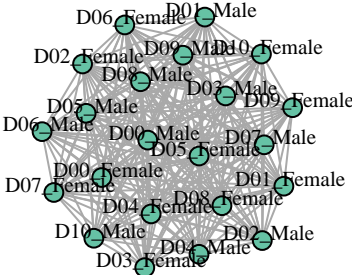 D01_Male
D06_Female
D09_Male
D10_Female
D02_Female
D08_Male
D03_Male
D09_Female
D05_Male
D06_Male
D00_Male
D07_Male
D05_Female
D00_Female
D07_Female
D01_Female
D08_Female
D04_Female
D10_Male
D02_Male
D04_Male
D03_Female